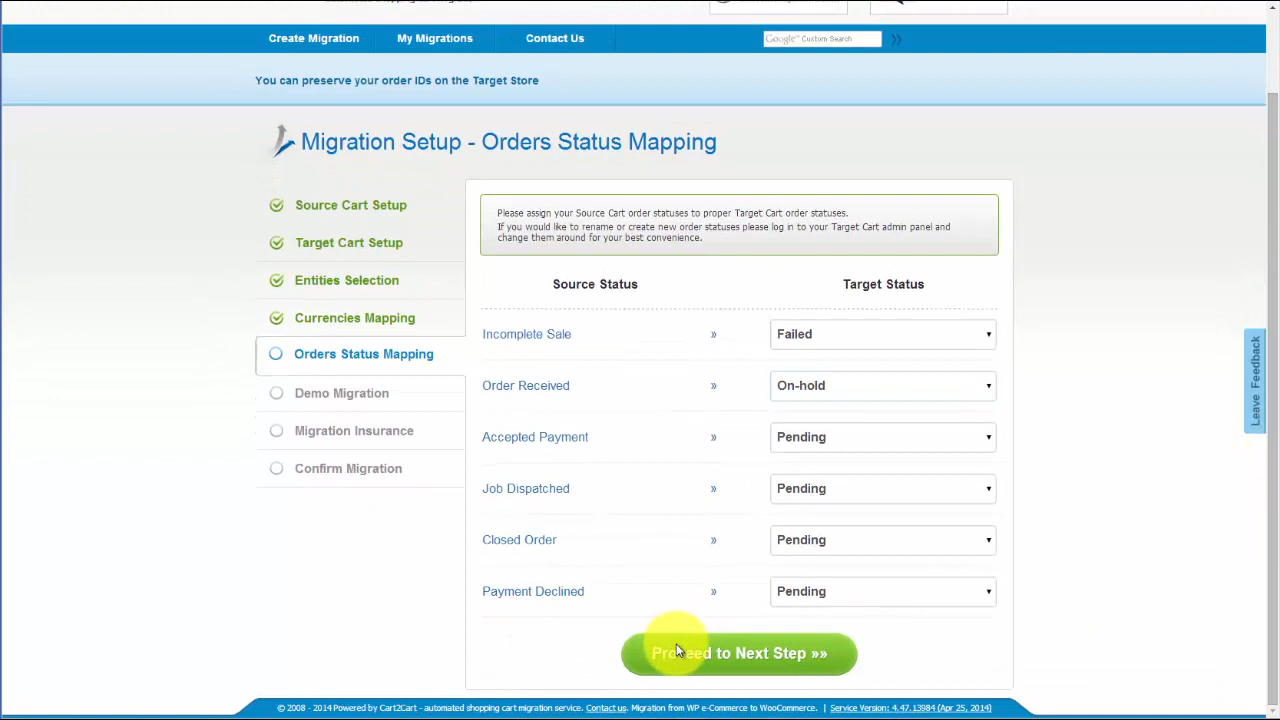 Create Migration
My Migrations
Contact Us
Google™ Custom Search
You can preserve your order IDs on the Target Store
Migration Setup - Orders Status Mapping
Source Cart Setup
Target Cart Setup
Entities Selection
Currencies Mapping
Orders Status Mapping
Demo Migration
Migration Insurance
Confirm Migration
Please assign your Source Cart order statuses to proper Target Cart order statuses.
If you would like to rename or create new order statuses please log in to your Target Cart admin panel and
change them around for your best convenience.
Source Status
Target Status
Incomplete Sale » Failed
Order Received » On-hold
Accepted Payment » Pending
Job Dispatched » Pending
Closed Order » Pending
Payment Declined » Pending
Proceed to Next Step »»
Leave Feedback
© 2008 - 2014 Powered by Cart2Cart - automated shopping cart migration service. Contact us. Migration from WP e-Commerce to WooCommerce. | Service Version: 4.47.13984 (Apr 25, 2014)